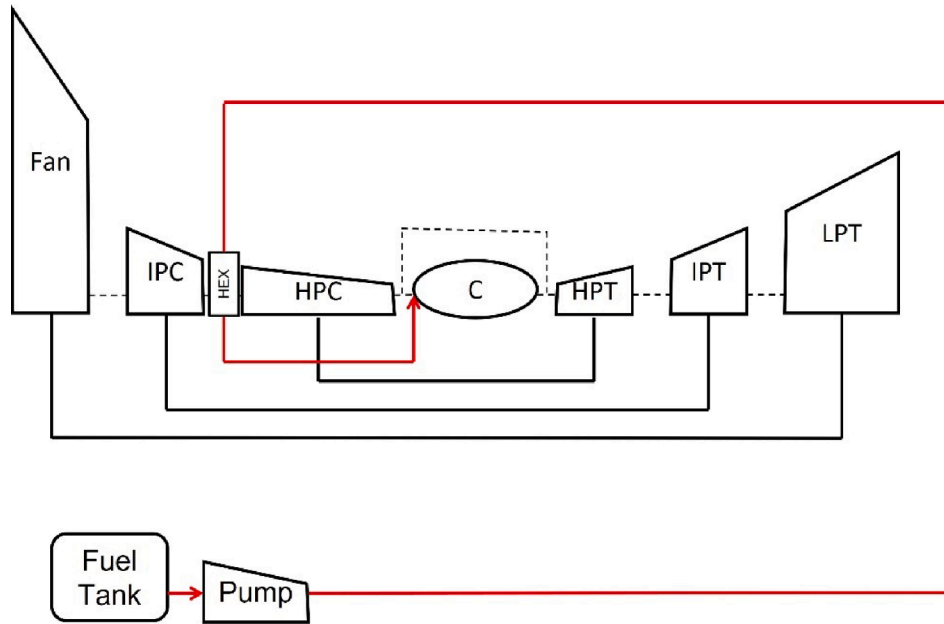 Fan
IPC
HEX
HPC
C
HPT
IPT
LPT
Fuel
Tank
Pump